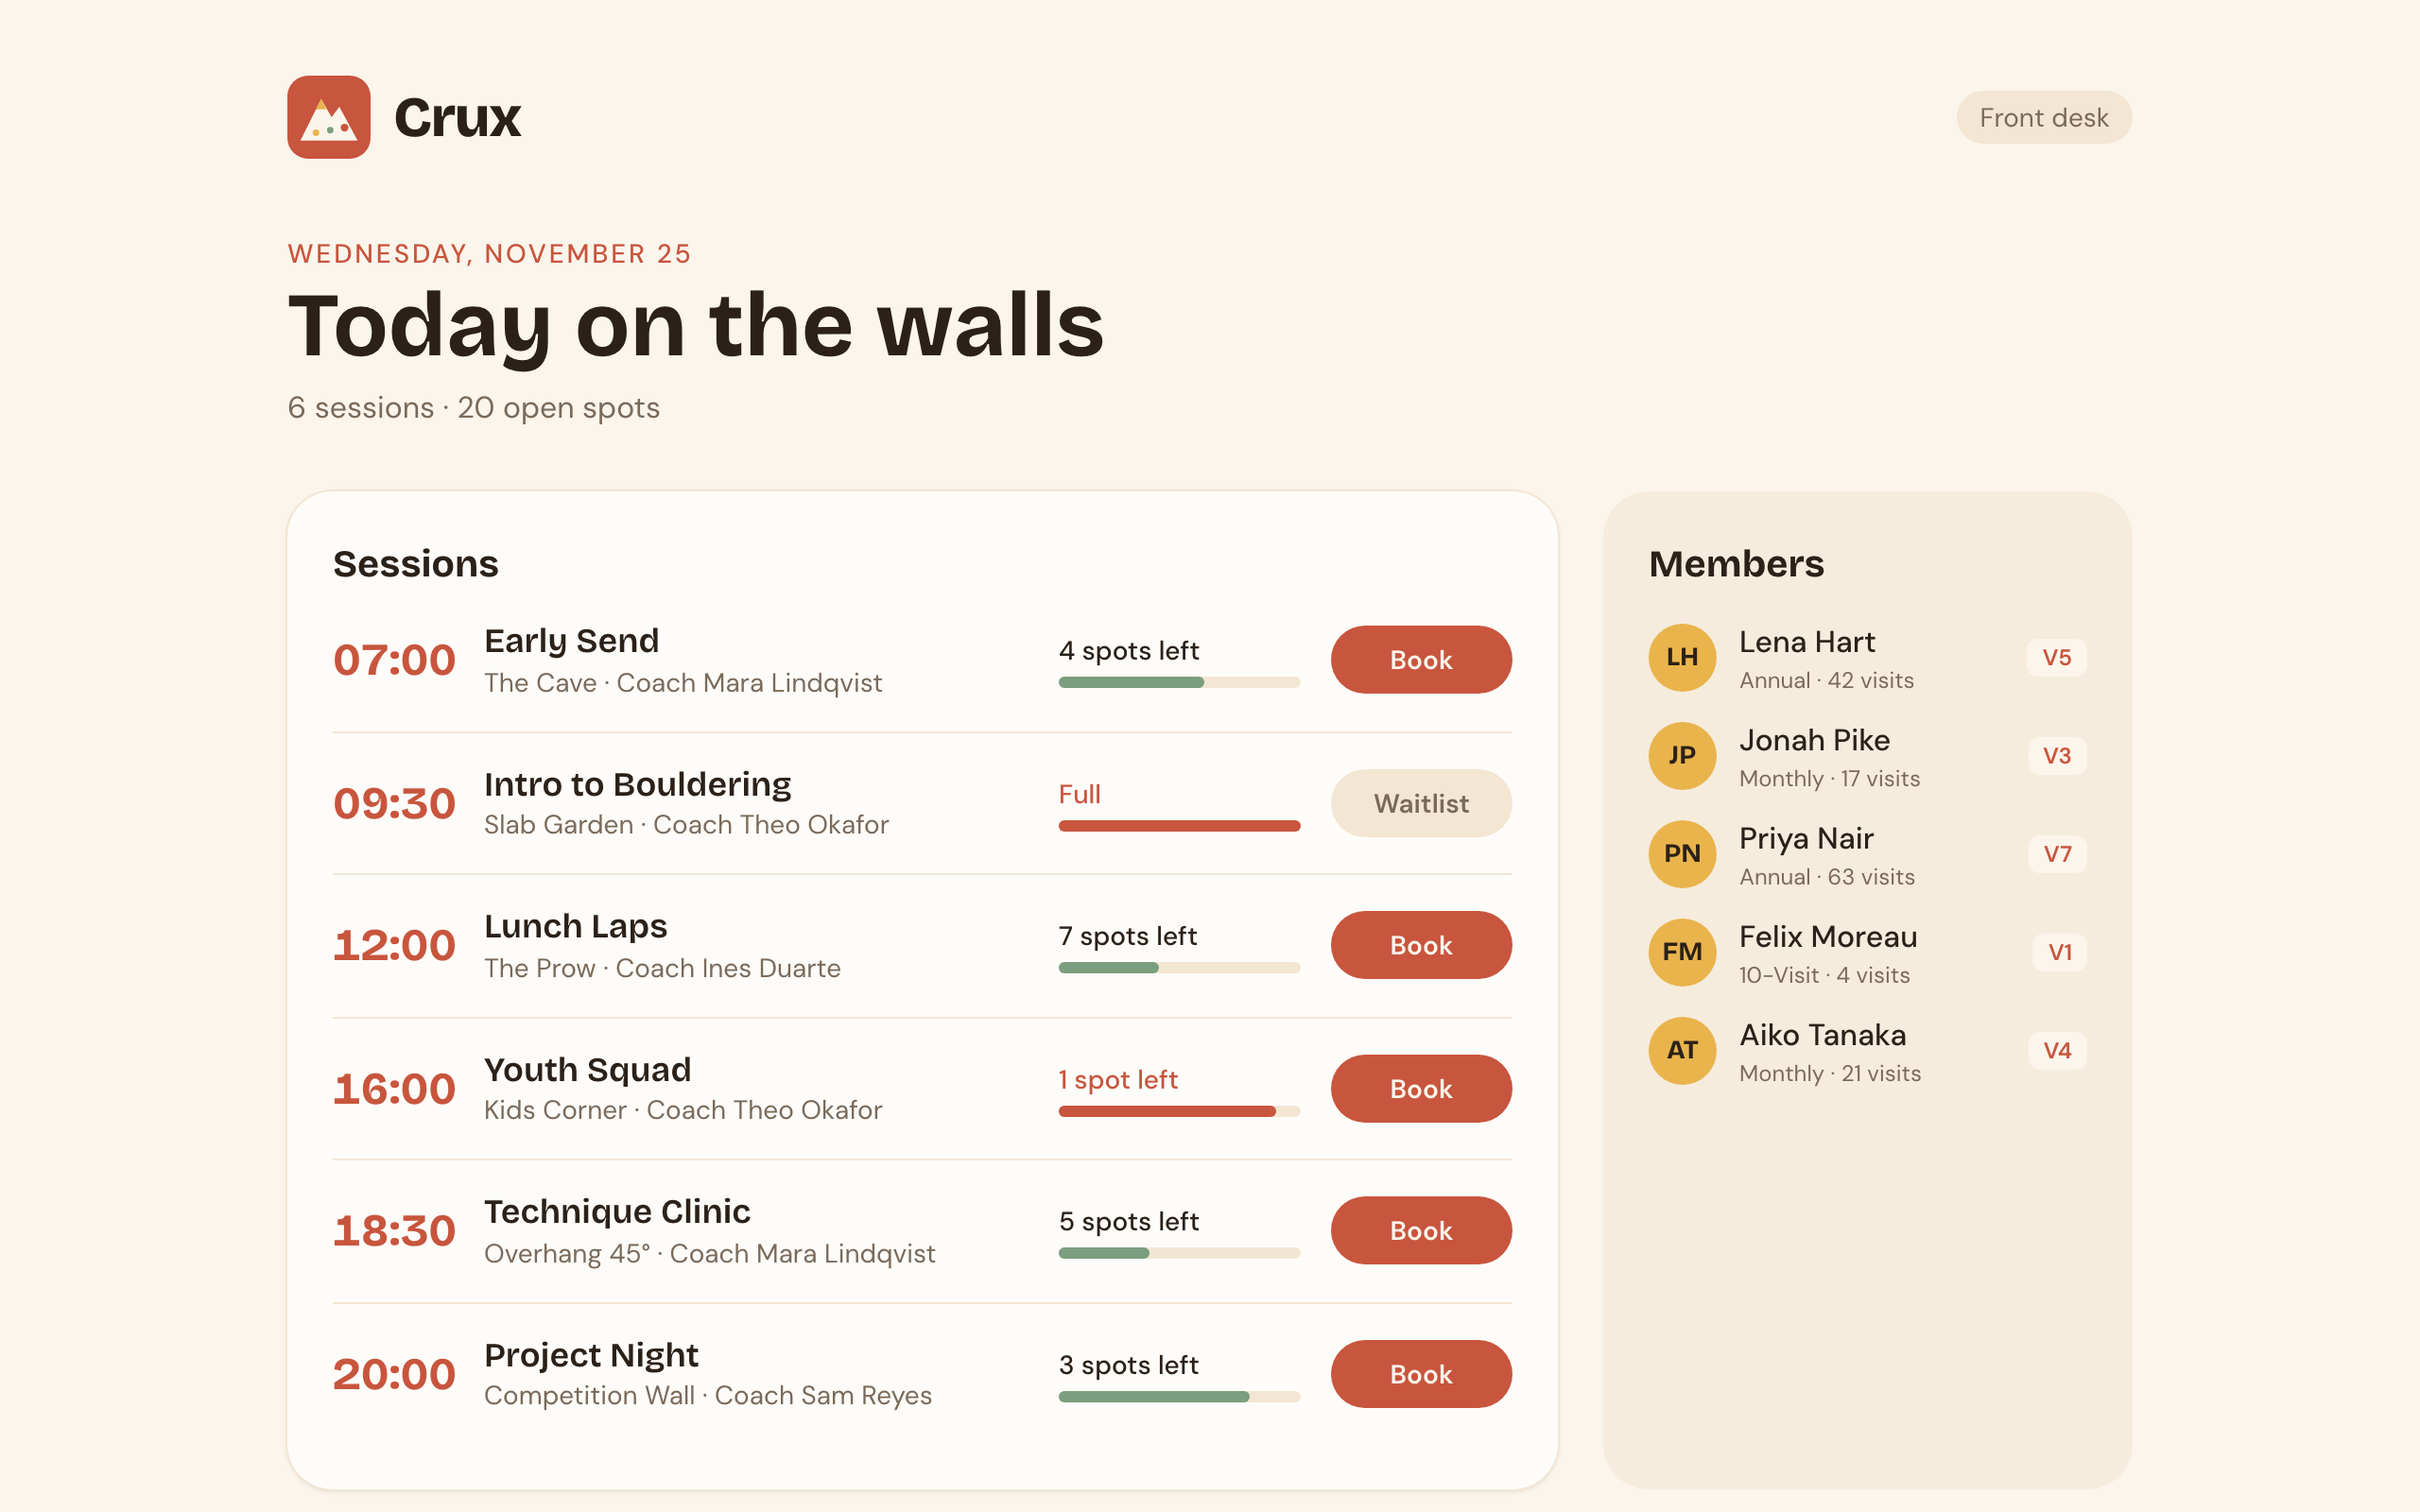 Crux
Front desk
WEDNESDAY, NOVEMBER 25
Today on the walls
6 sessions · 20 open spots
Sessions
07:00
Early Send
The Cave · Coach Mara Lindqvist
4 spots left
Book
09:30
Intro to Bouldering
Slab Garden · Coach Theo Okafor
Full
Waitlist
12:00
Lunch Laps
The Prow · Coach Ines Duarte
7 spots left
Book
16:00
Youth Squad
Kids Corner · Coach Theo Okafor
1 spot left
Book
18:30
Technique Clinic
Overhang 45° · Coach Mara Lindqvist
5 spots left
Book
20:00
Project Night
Competition Wall · Coach Sam Reyes
3 spots left
Book
Members
LH
Lena Hart
Annual · 42 visits
V5
JP
Jonah Pike
Monthly · 17 visits
V3
PN
Priya Nair
Annual · 63 visits
V7
FM
Felix Moreau
10-Visit · 4 visits
V1
AT
Aiko Tanaka
Monthly · 21 visits
V4